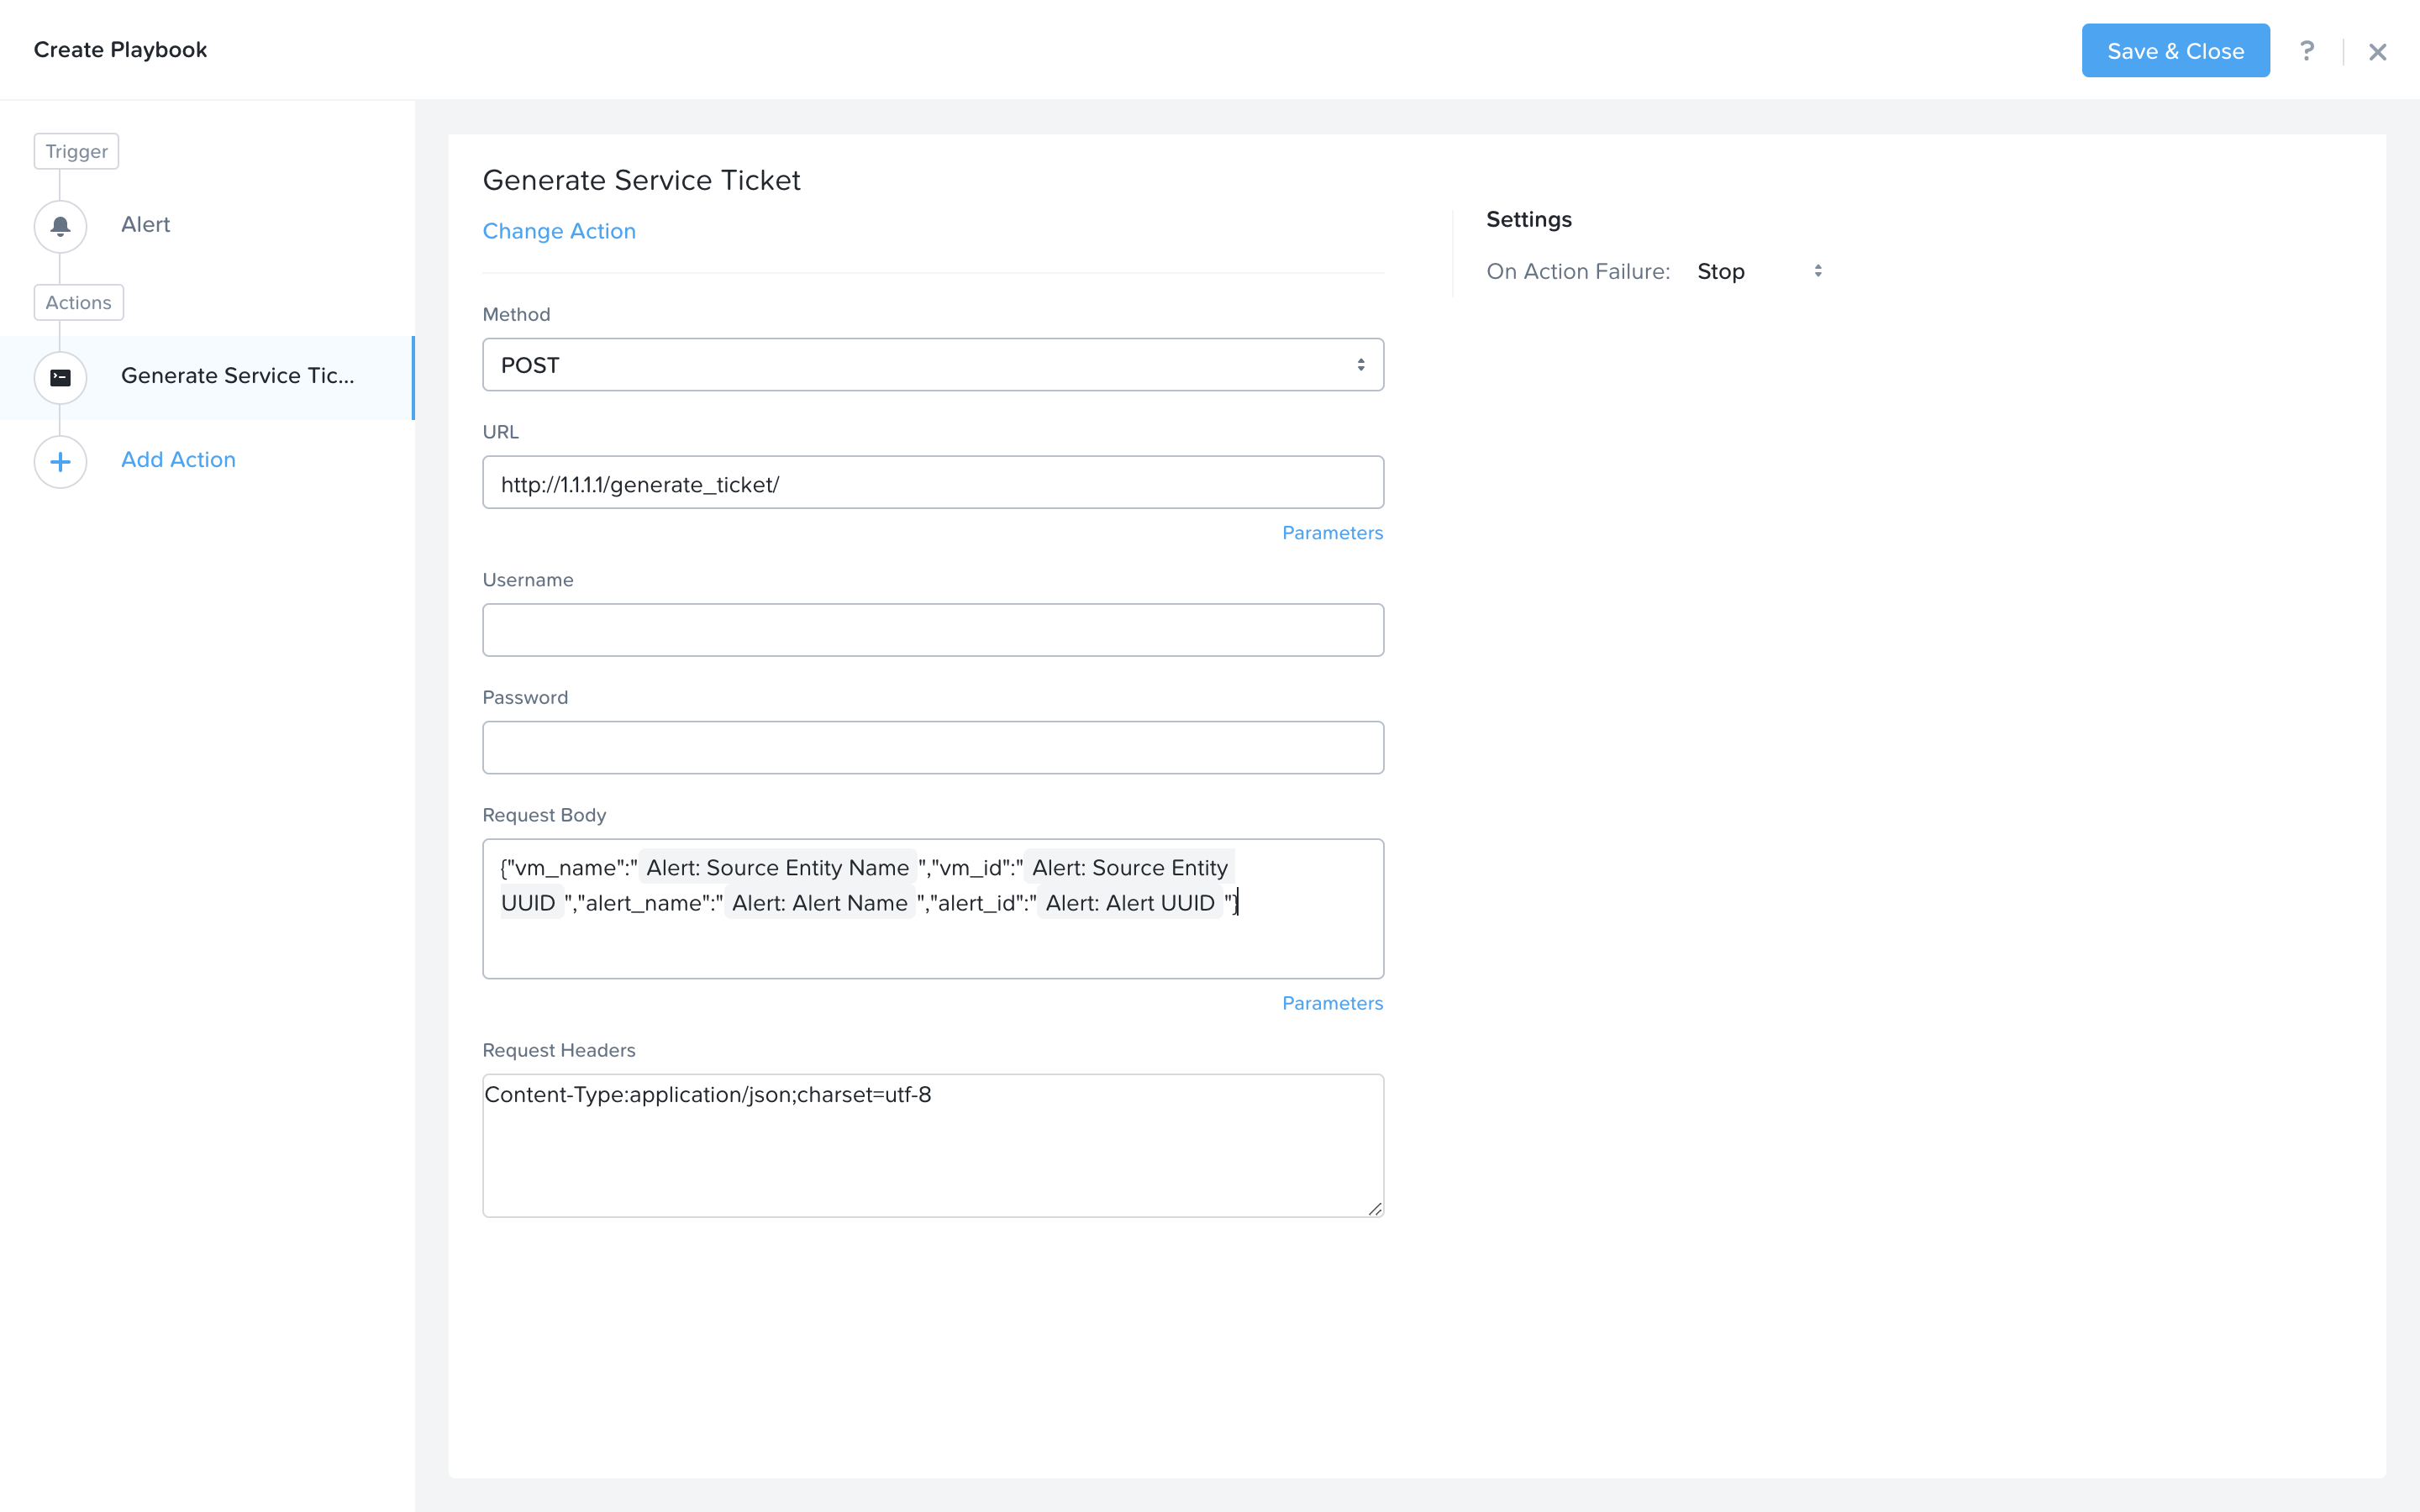 Create Playbook
Save & Close
?
Trigger
Alert
Actions
Generate Service Tic...
Add Action
Generate Service Ticket
Change Action
Settings
On Action Failure: Stop
Method
POST
URL
http://1.1.1.1/generate_ticket/
Parameters
Username
Password
Request Body
{"vm_name":" Alert: Source Entity Name ","vm_id":" Alert: Source Entity
UUID ","alert_name":" Alert: Alert Name ","alert_id":" Alert: Alert UUID "}
Parameters
Request Headers
Content-Type:application/json;charset=utf-8